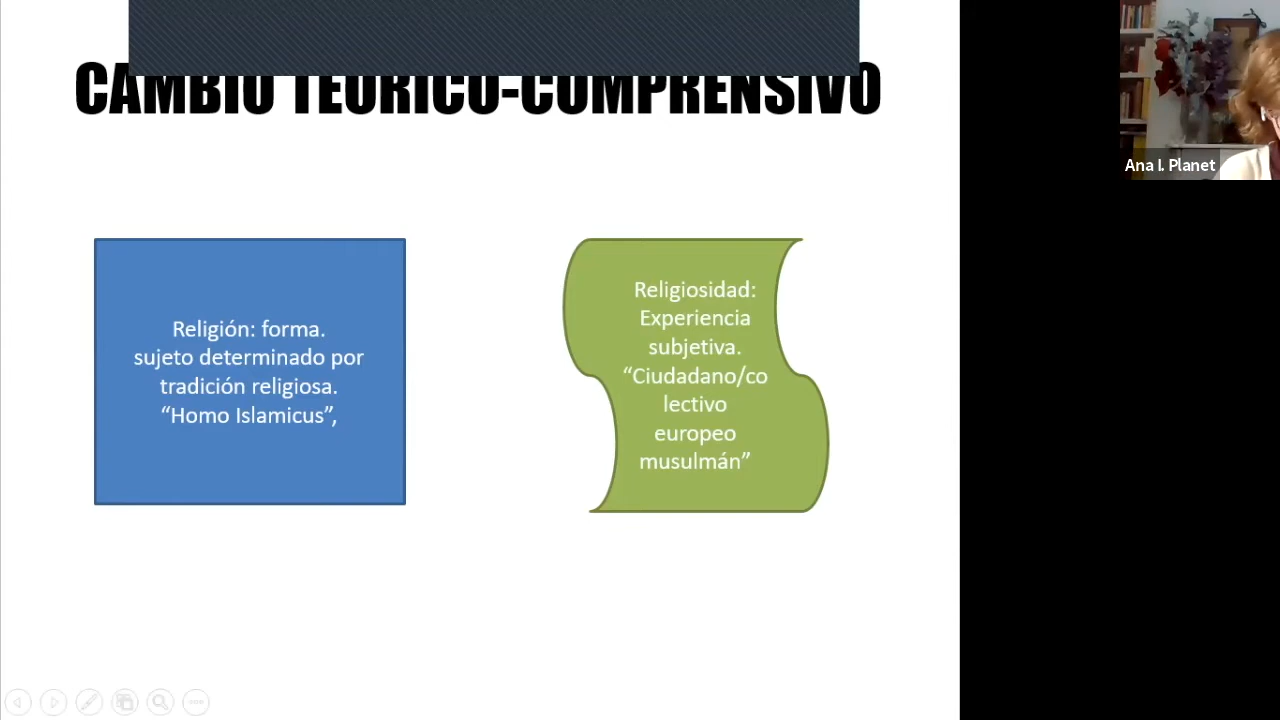 CAMBIO TEÓRICO-COMPRENSIVO
Ana I. Planet
Religión: forma.
sujeto determinado por
tradición religiosa.
“Homo Islamicus”,
Religiosidad:
Experiencia
subjetiva.
“Ciudadano/co
lectivo
europeo
musulmán”